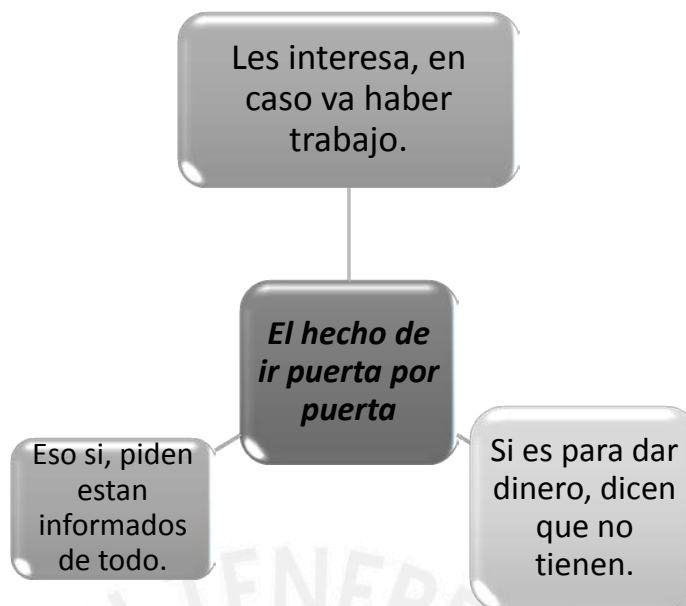 Les interesa, en
caso va haber
trabajo.
El hecho de
ir puerta por
puerta
Eso si, piden
estan
informados
de todo.
Si es para dar
dinero, dicen
que no
tienen.
TENEB